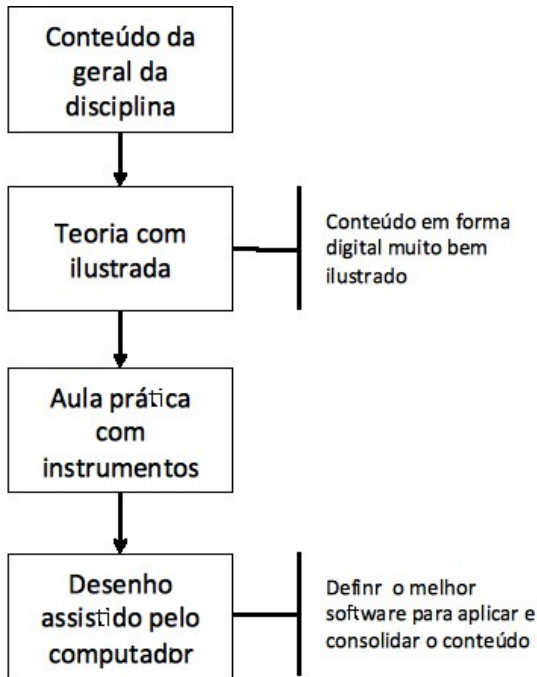 Conteúdo da
geral da
disciplina
Teoria com
ilustrada
Conteúdo em forma
digital muito bem
ilustrado
Aula prática
com
instrumentos
Desenho
assistido pelo
computador
Definr o melhor
software para aplicar e
consolidar o conteúdo